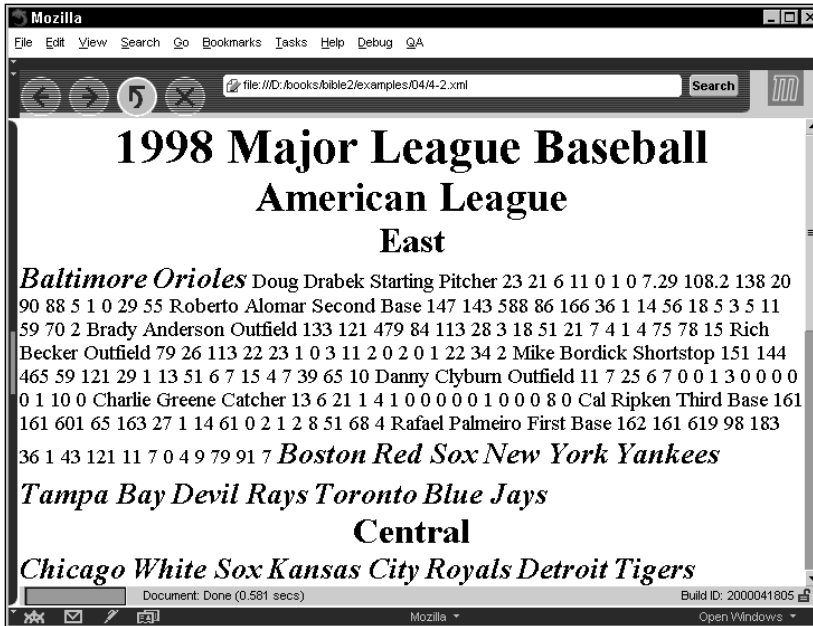 Mozilla
File Edit View Search Go Bookmarks Tasks Help Debug QA
file:///D:/books/bible2/examples/04/4-2.xml Search
1998 Major League Baseball
American League
East
Baltimore Orioles Doug Drabek Starting Pitcher 23 21 6 11 0 1 0 7.29 108.2 138 20
90 88 5 1 0 29 55 Roberto Alomar Second Base 147 143 588 86 166 36 1 14 56 18 5 3 5 11
59 70 2 Brady Anderson Outfield 133 121 479 84 113 28 3 18 51 21 7 4 1 4 75 78 15 Rich
Becker Outfield 79 26 113 22 23 1 0 3 11 2 0 2 0 1 22 34 2 Mike Bordick Shortstop 151 144
465 59 121 29 1 13 51 6 7 15 4 7 39 65 10 Danny Clyburn Outfield 11 7 25 6 7 0 0 1 3 0 0 0 0
0 1 10 0 Charlie Greene Catcher 13 6 21 1 4 1 0 0 0 0 0 1 0 0 0 8 0 Cal Ripken Third Base 161
161 601 65 163 27 1 14 61 0 2 1 2 8 51 68 4 Rafael Palmeiro First Base 162 161 619 98 183
36 1 43 121 11 7 0 4 9 79 91 7 Boston Red Sox New York Yankees
Tampa Bay Devil Rays Toronto Blue Jays
Central
Chicago White Sox Kansas City Royals Detroit Tigers
Document: Done (0.581 secs) Build ID: 2000041805
Mozilla Open Windows